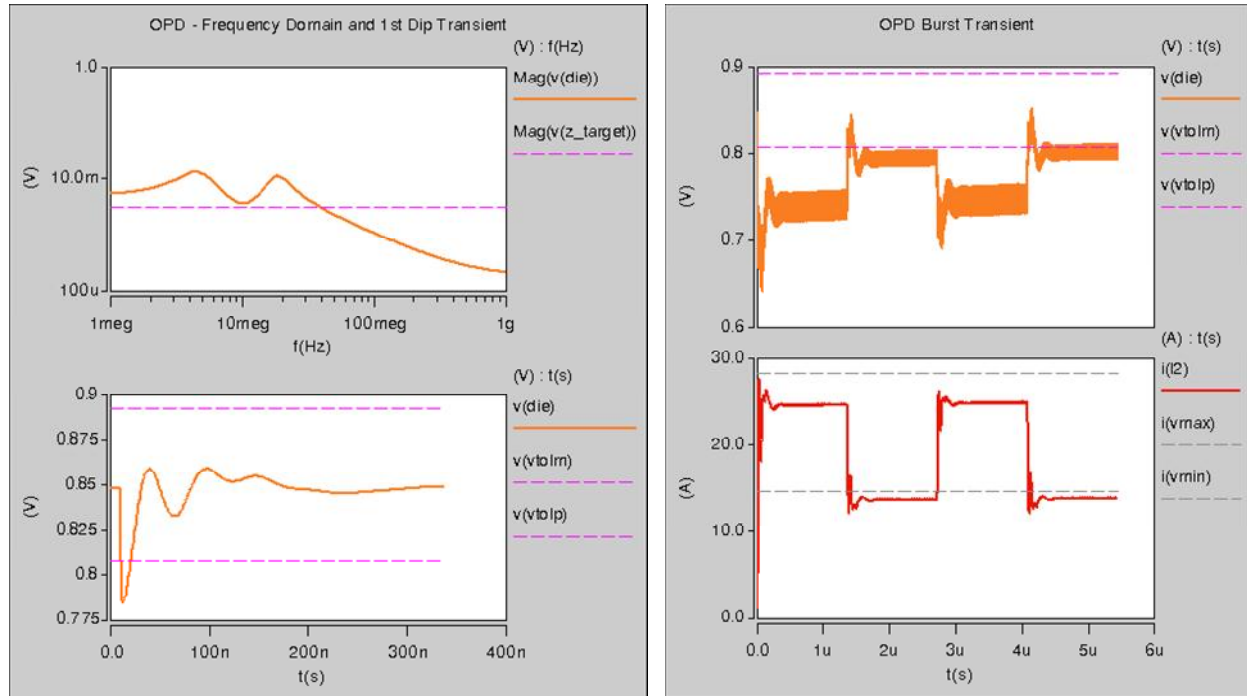 OPD - Frequency Domain and 1st Dip Transient
(V) : f(Hz)
1.0
Mag(v(die))
Mag(v(z_target))
10.0m
(V)
100u
1meg 10meg 100meg 1g
f(Hz)
(V) : t(s)
0.9
v(die)
0.875
v(vtolm)
0.85
(V)
v(vtolp)
0.825
0.8
0.775
0.0 100n 200n 300n 400n
t(s)
OPD Burst Transient
(V) : t(s)
0.9
v(die)
v(vtolm)
0.8
v(vtolp)
(V)
0.7
0.6
(A) : t(s)
30.0
i(l2)
i(vmax)
20.0
i(vmin)
(A)
10.0
0.0
0.0 1u 2u 3u 4u 5u 6u
t(s)